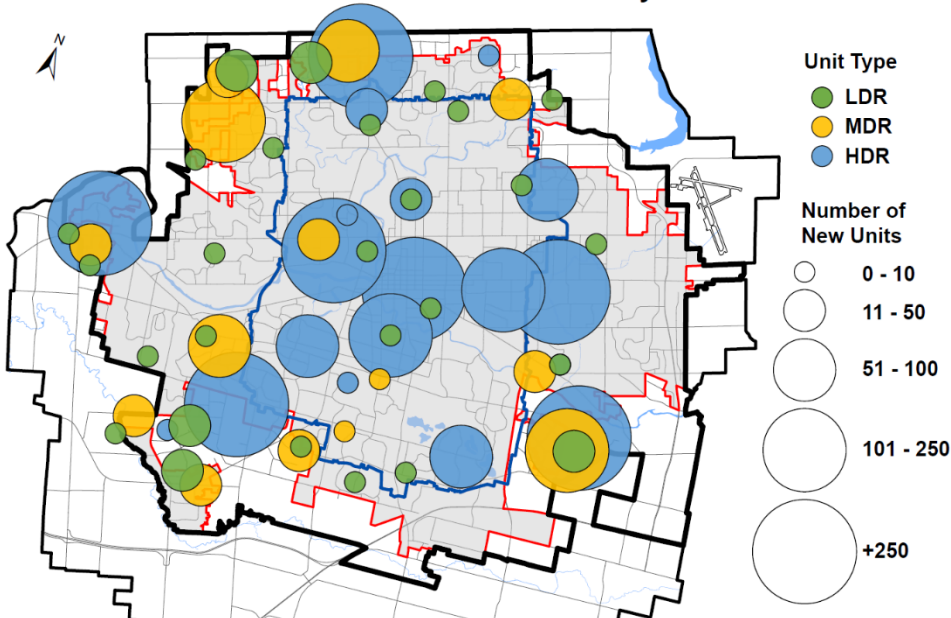 N
Unit Type
LDR
MDR
HDR
Number of
New Units
0 - 10
11 - 50
51 - 100
101 - 250
+250